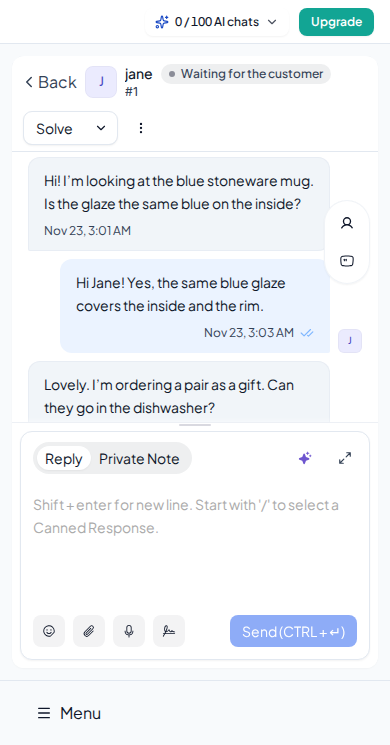 0 / 100 AI chats
Upgrade
Back
J
jane
Waiting for the customer
#1
Solve
Hi! I'm looking at the blue stoneware mug.
Is the glaze the same blue on the inside?
Nov 23, 3:01 AM
Hi Jane! Yes, the same blue glaze
covers the inside and the rim.
Nov 23, 3:03 AM
J
Lovely. I'm ordering a pair as a gift. Can
they go in the dishwasher?
Reply
Private Note
Shift + enter for new line. Start with '/' to select a
Canned Response.
Send (CTRL + ↵)
Menu